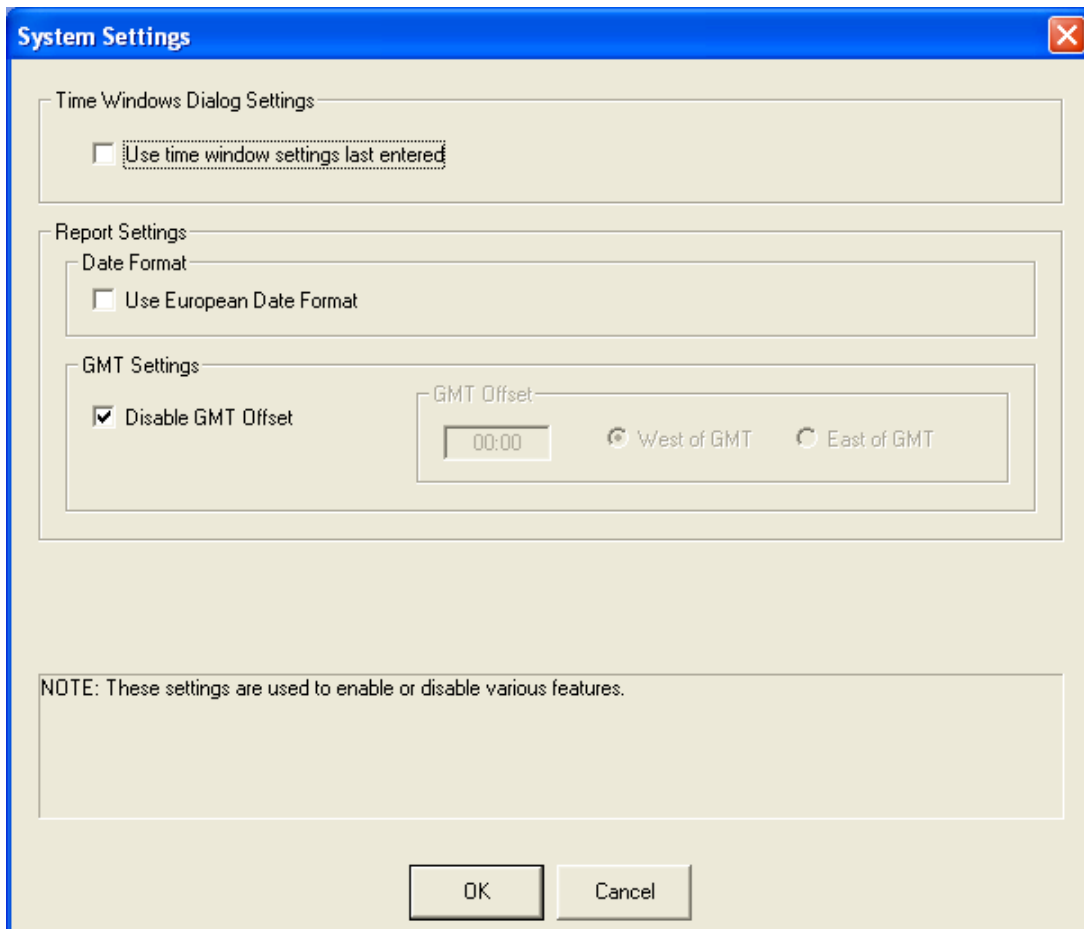 System Settings
Time Windows Dialog Settings
Use time window settings last entered
Report Settings
Date Format
Use European Date Format
GMT Settings
Disable GMT Offset
GMT Offset
00:00
West of GMT
East of GMT
NOTE: These settings are used to enable or disable various features.
OK
Cancel